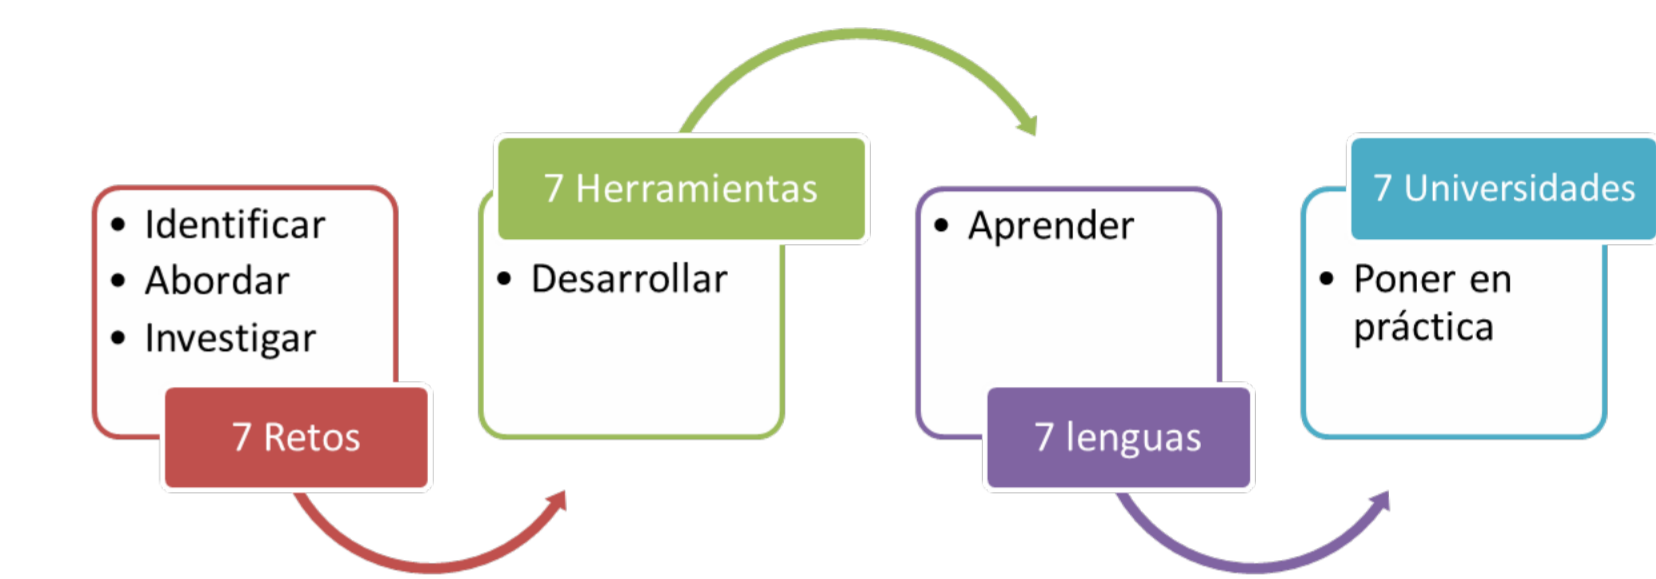 • Identificar
• Abordar
• Investigar
7 Retos
7 Herramientas
• Desarrollar
• Aprender
7 lenguas
7 Universidades
• Poner en
práctica